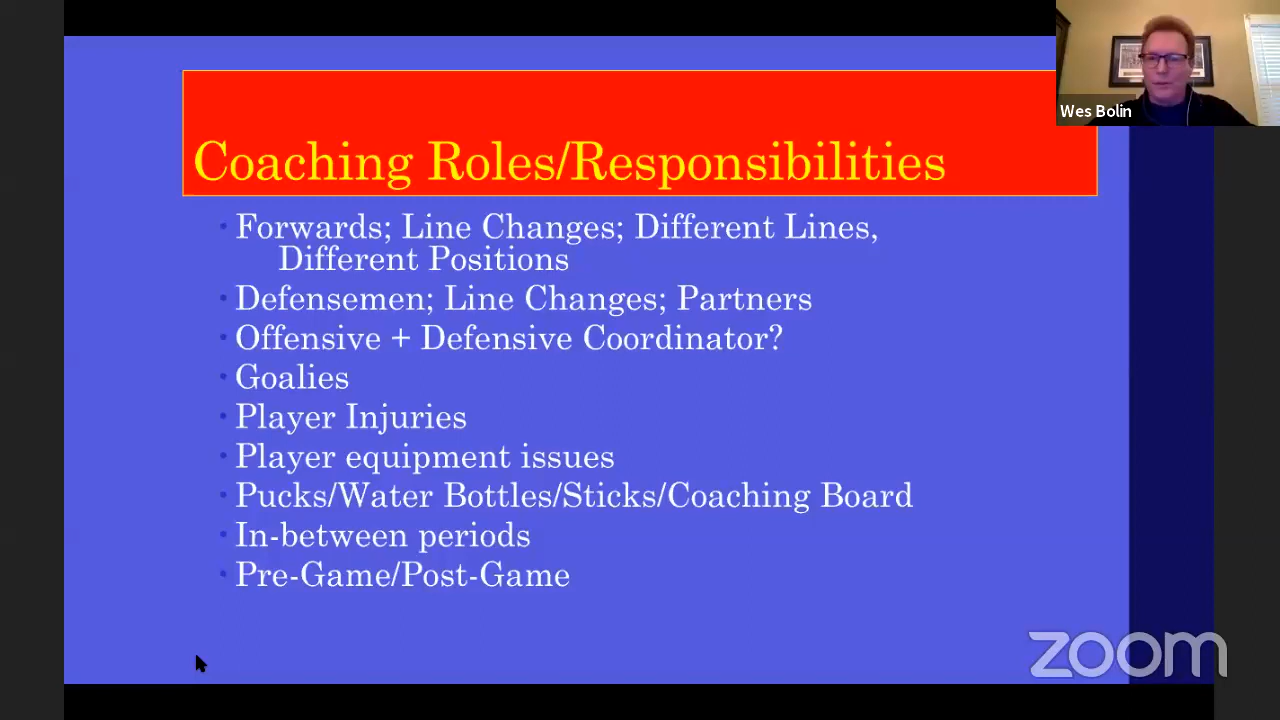 Wes Bolin
Coaching Roles/Responsibilities
• Forwards; Line Changes; Different Lines,
Different Positions
• Defensemen; Line Changes; Partners
• Offensive + Defensive Coordinator?
• Goalies
• Player Injuries
• Player equipment issues
• Pucks/Water Bottles/Sticks/Coaching Board
• In-between periods
• Pre-Game/Post-Game
zoom